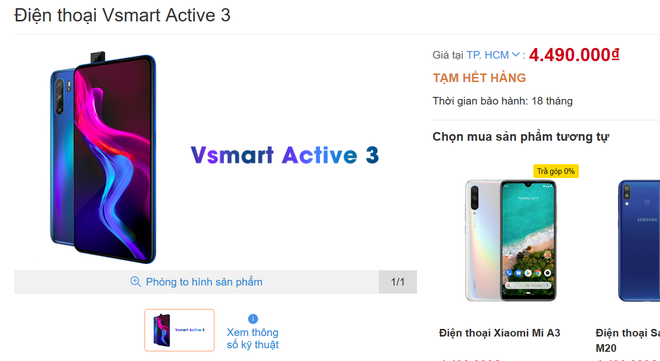 Điện thoại Vsmart Active 3
Vsmart Active 3
Phóng to hình sản phẩm
1/1
Vsmart Active 3
Xem thông
số kỹ thuật
Giá tại TP. HCM : 4.490.000₫
TẠM HẾT HÀNG
Thời gian bảo hành: 18 tháng
Chọn mua sản phẩm tương tự
Trả góp 0%
SAMSUNG
Điện thoại Xiaomi Mi A3
Điện thoại Sa
M20